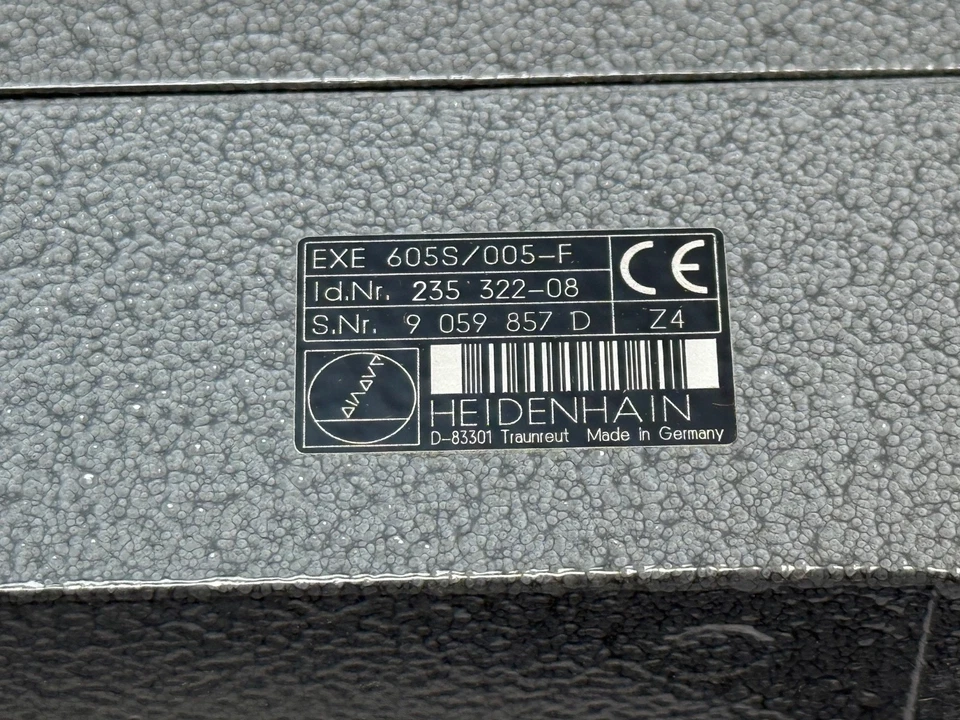 EXE 605S/005-F
CE
Id.Nr. 235 322-08
S.Nr. 9 059 857 D
Z4
HEIDENHAIN
D-83301 Traunreut Made in Germany